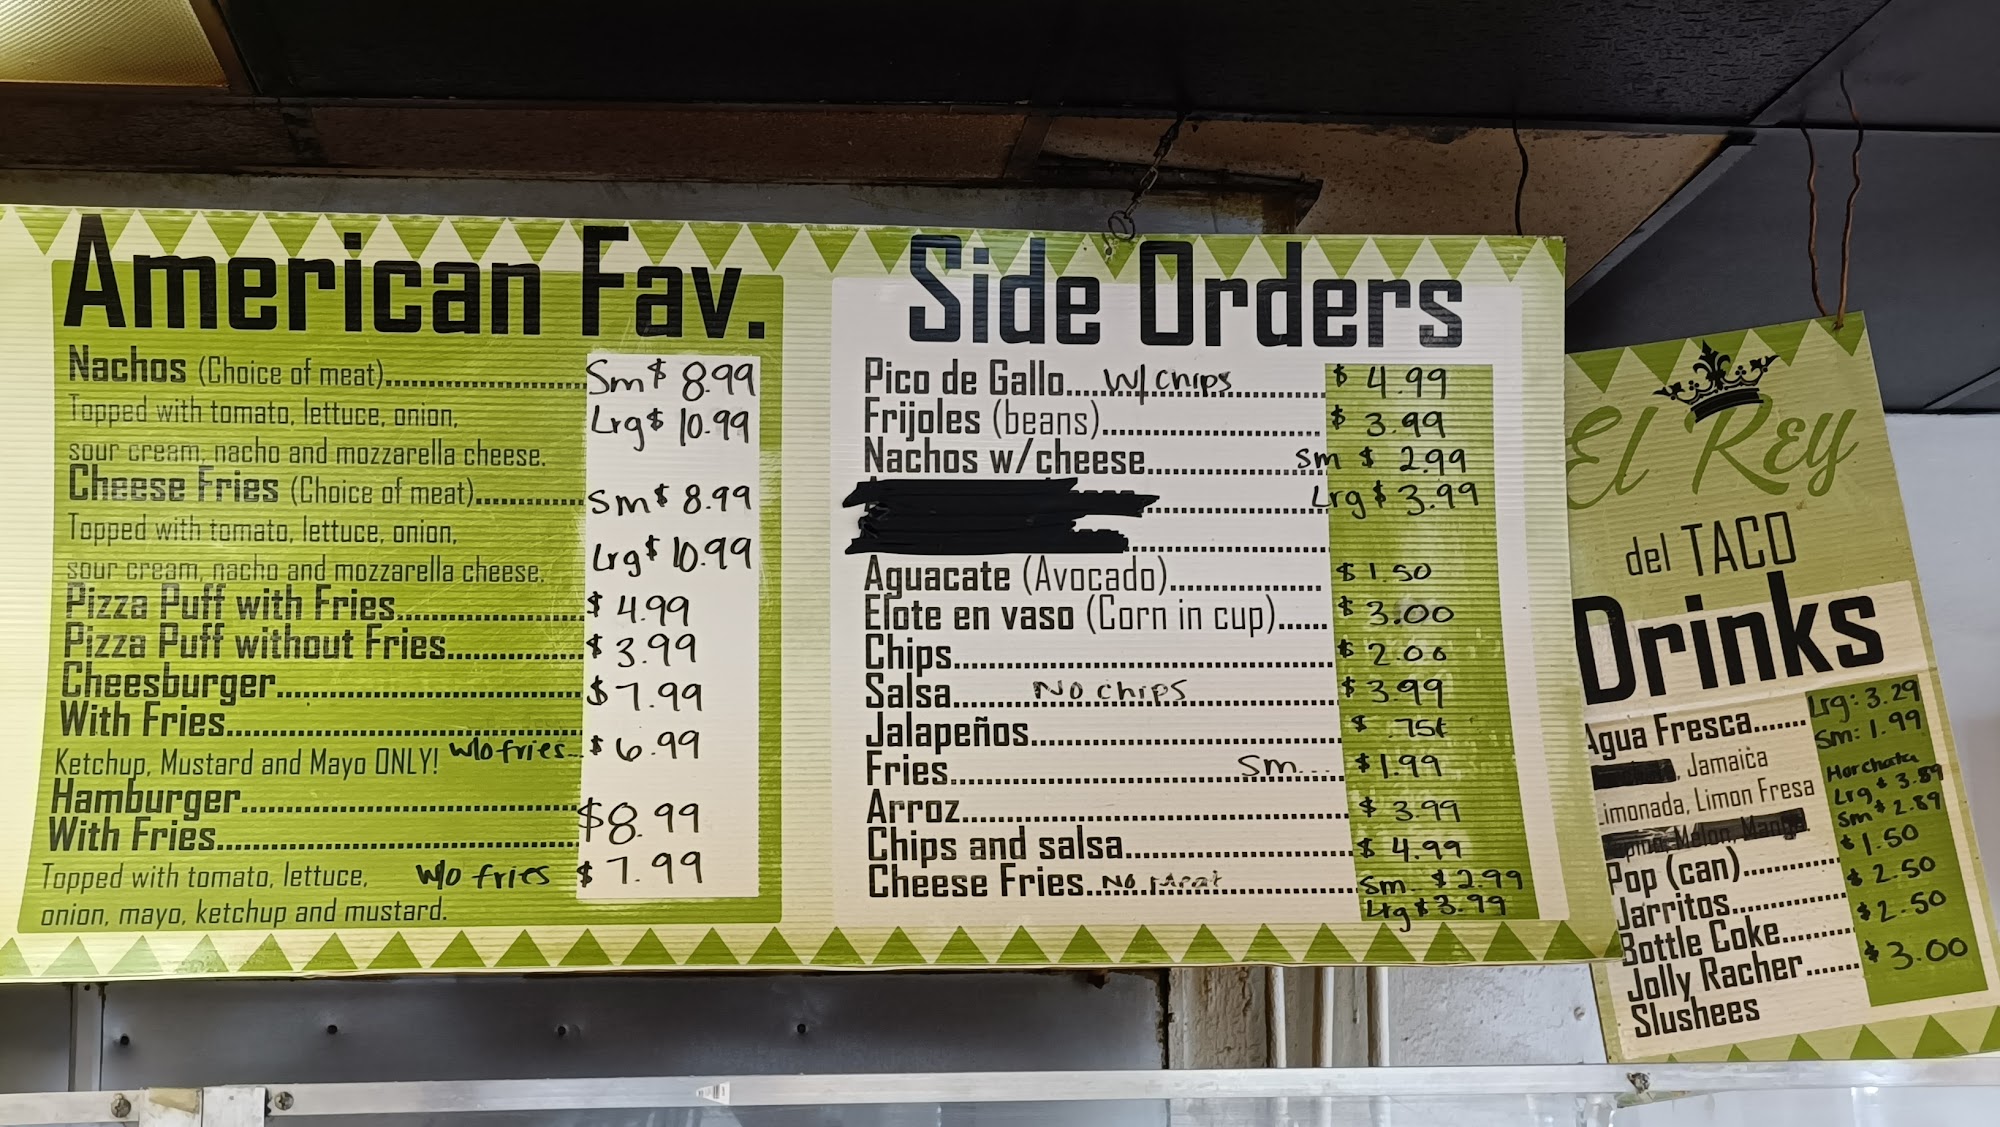 American Fav.
Nachos (Choice of meat)........................ Sm $ 8.99
Topped with tomato, lettuce, onion, Lrg $ 10.99
sour cream, nacho and mozzarella cheese.
Cheese Fries (Choice of meat)............. Sm $ 8.99
Topped with tomato, lettuce, onion,
Lrg $ 10.99
sour cream, nacho and mozzarella cheese.
Pizza Puff with Fries...................... $ 4.99
Pizza Puff without Fries................ $ 3.99
Cheesburger.................................... $ 7.99
With Fries..........................................
Ketchup, Mustard and Mayo ONLY! w/o fries... $ 6.99
Hamburger........................................
With Fries.......................................... $8.99
Topped with tomato, lettuce, w/o fries $ 7.99
onion, mayo, ketchup and mustard.
Side Orders
Pico de Gallo.... w/ chips ............ $ 4.99
Frijoles (beans)......................... $ 3.99
Nachos w/cheese.................... sm $ 2.99
Lrg $ 3.99
Aguacate (Avocado)................. $ 1.50
Elote en vaso (Corn in cup)...... $ 3.00
Chips............................................. $ 2.00
Salsa......... No chips ................. $ 3.99
Jalapeños.................................... $ .75¢
Fries................................ Sm... $ 1.99
Arroz............................................ $ 3.99
Chips and salsa.......................... $ 4.99
Cheese Fries.. No Meat ............. Sm.. $2.99
Lrg $3.99
El Rey
del TACO
Drinks
Agua Fresca....... Lrg: 3.29
Sm: 1.99
, Jamaica Horchata
Limonada, Limon Fresa Lrg $ 3.89
Sm $ 2.89
Melon, Mango.
Pop (can)............. $ 1.50
Jarritos............... $ 2.50
Bottle Coke......... $ 2.50
Jolly Racher....... $ 3.00
Slushees